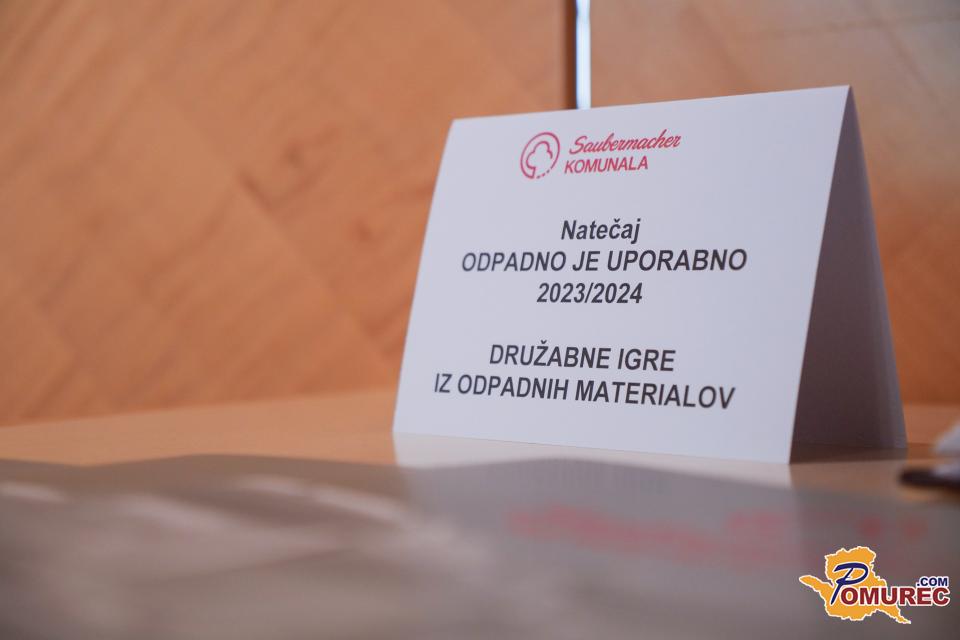 Saubermacher
KOMUNALA
Natečaj
ODPADNO JE UPORABNO
2023/2024
DRUŽABNE IGRE
IZ ODPADNIH MATERIALOV
POMUREC.COM